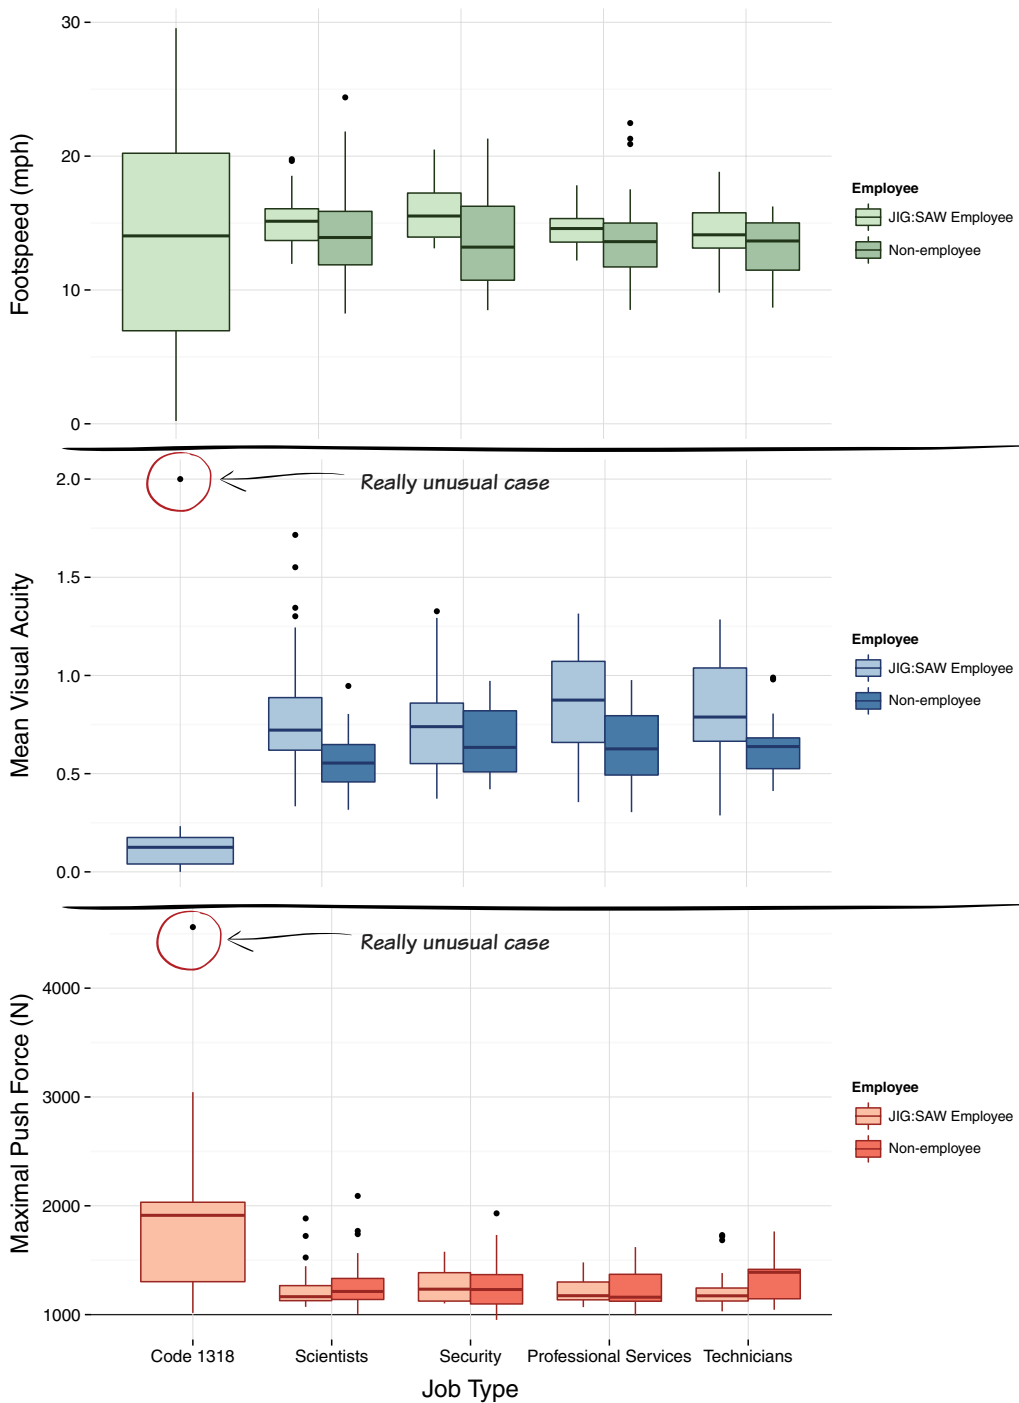 30
20
10
0
Footspeed (mph)
Employee
JIG:SAW Employee
Non-employee
2.0
1.5
1.0
0.5
0.0
Mean Visual Acuity
Really unusual case
Employee
JIG:SAW Employee
Non-employee
4000
3000
2000
1000
Maximal Push Force (N)
Really unusual case
Employee
JIG:SAW Employee
Non-employee
Code 1318 Scientists Security Professional Services Technicians
Job Type